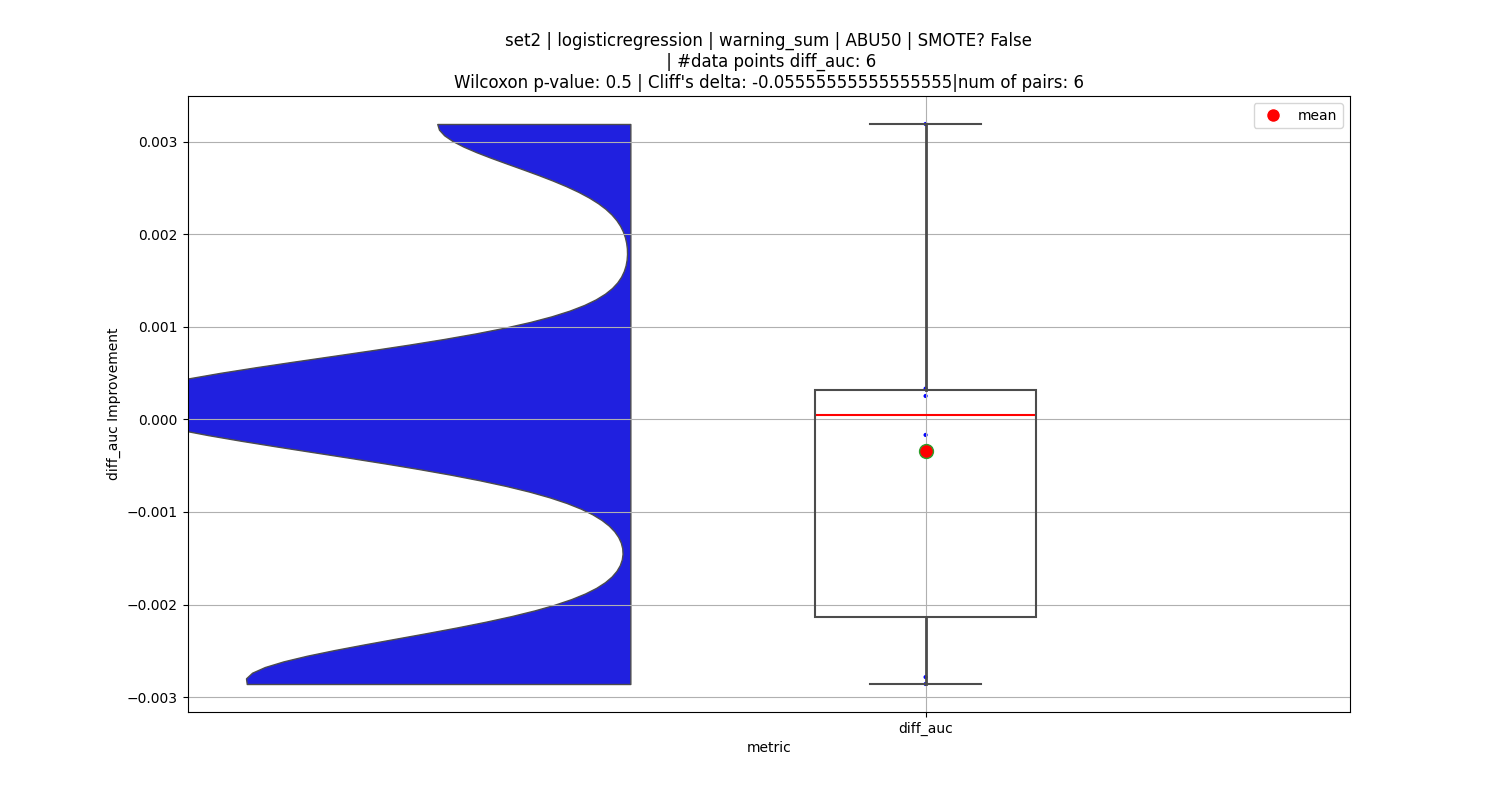 set2 | logisticregression | warning_sum | ABU50 | SMOTE? False
| #data points diff_auc: 6
Wilcoxon p-value: 0.5 | Cliff's delta: -0.05555555555555555|num of pairs: 6
mean
0.003
0.002
0.001
0.000
−0.001
−0.002
−0.003
diff_auc Improvement
diff_auc
metric